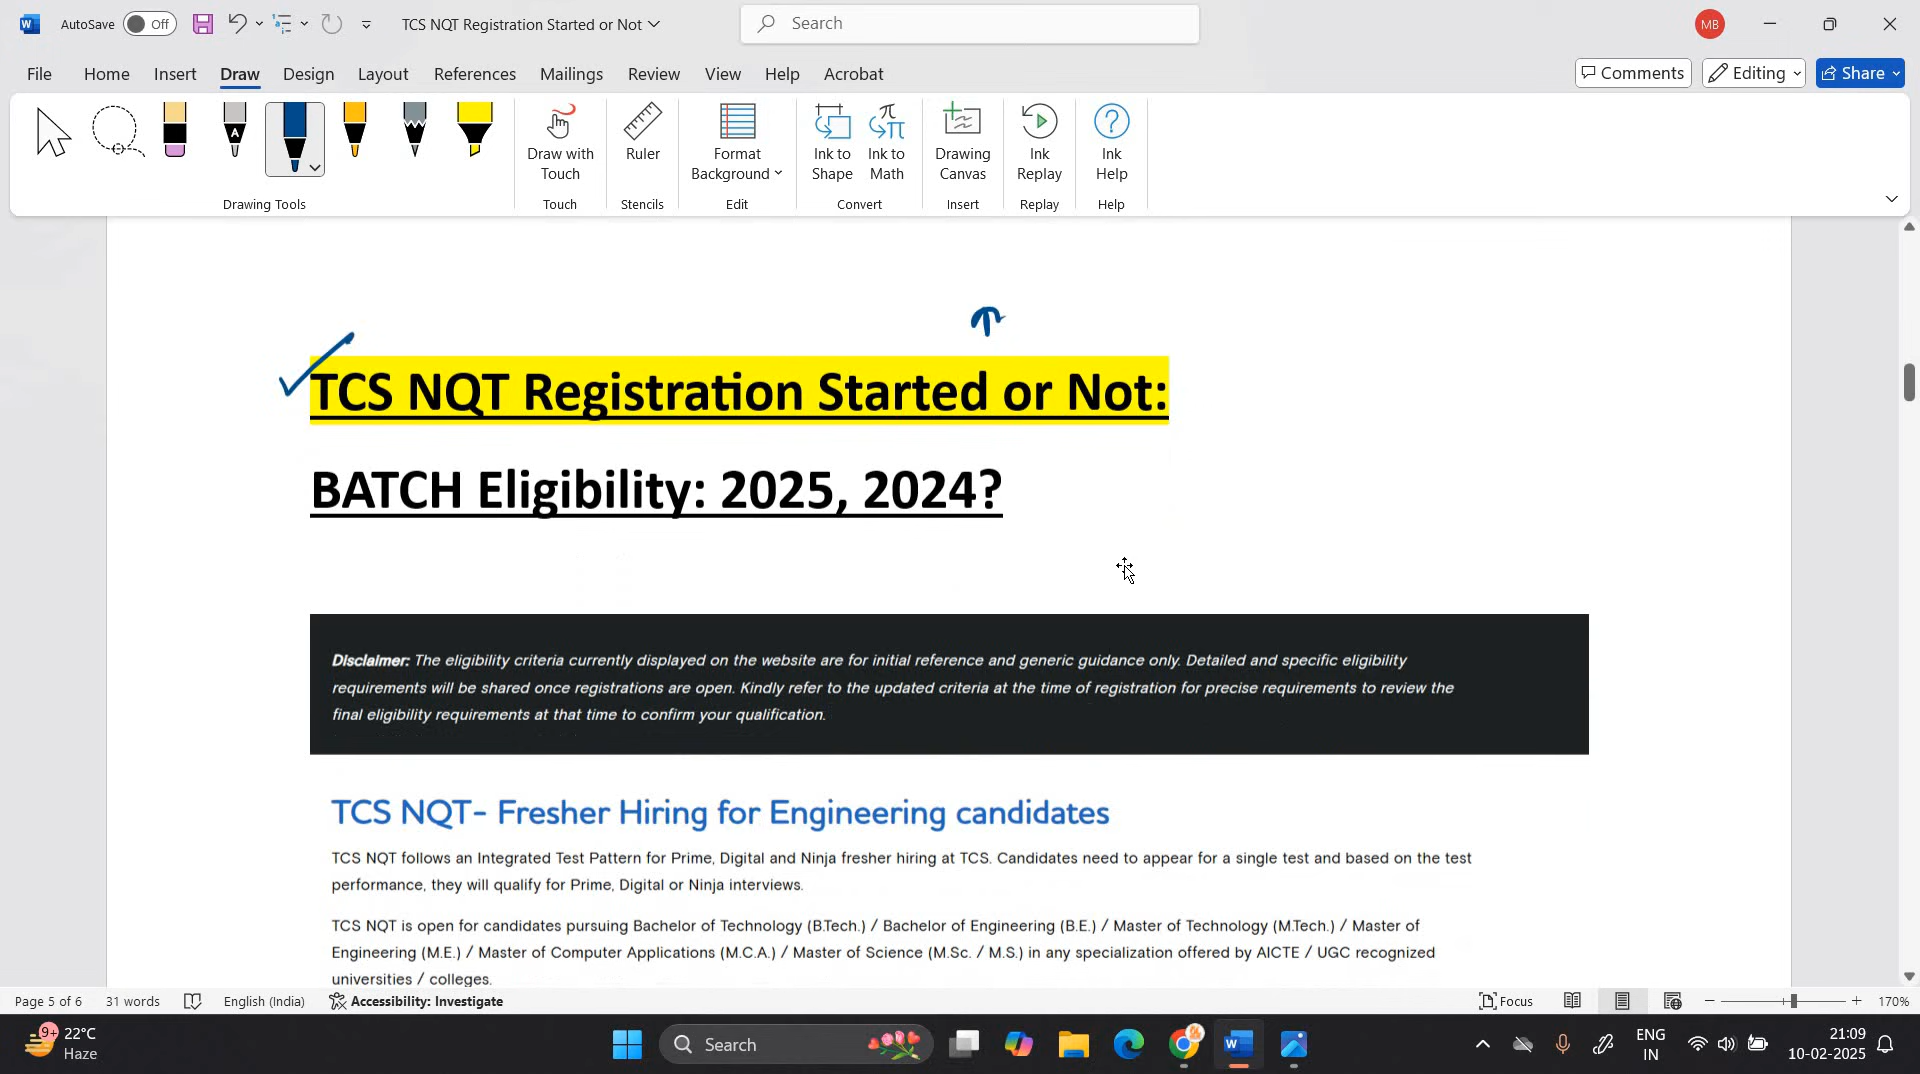 AutoSave Off TCS NQT Registration Started or Not Search MB
File Home Insert Draw Design Layout References Mailings Review View Help Acrobat Comments Editing Share
A
Draw with Touch
Ruler
Format Background
Ink to Shape
Ink to Math
Drawing Canvas
Ink Replay
Ink Help
Drawing Tools Touch Stencils Edit Convert Insert Replay Help
TCS NQT Registration Started or Not:
BATCH Eligibility: 2025, 2024?
Disclaimer: The eligibility criteria currently displayed on the website are for initial reference and generic guidance only. Detailed and specific eligibility
requirements will be shared once registrations are open. Kindly refer to the updated criteria at the time of registration for precise requirements to review the
final eligibility requirements at that time to confirm your qualification.
TCS NQT- Fresher Hiring for Engineering candidates
TCS NQT follows an Integrated Test Pattern for Prime, Digital and Ninja fresher hiring at TCS. Candidates need to appear for a single test and based on the test
performance, they will qualify for Prime, Digital or Ninja interviews.
TCS NQT is open for candidates pursuing Bachelor of Technology (B.Tech.) / Bachelor of Engineering (B.E.) / Master of Technology (M.Tech.) / Master of
Engineering (M.E.) / Master of Computer Applications (M.C.A.) / Master of Science (M.Sc. / M.S.) in any specialization offered by AICTE / UGC recognized
universities / colleges.
Page 5 of 6 31 words English (India) Accessibility: Investigate Focus 170%
9+ 22°C
Haze
Search
W
ENG
IN
21:09
10-02-2025